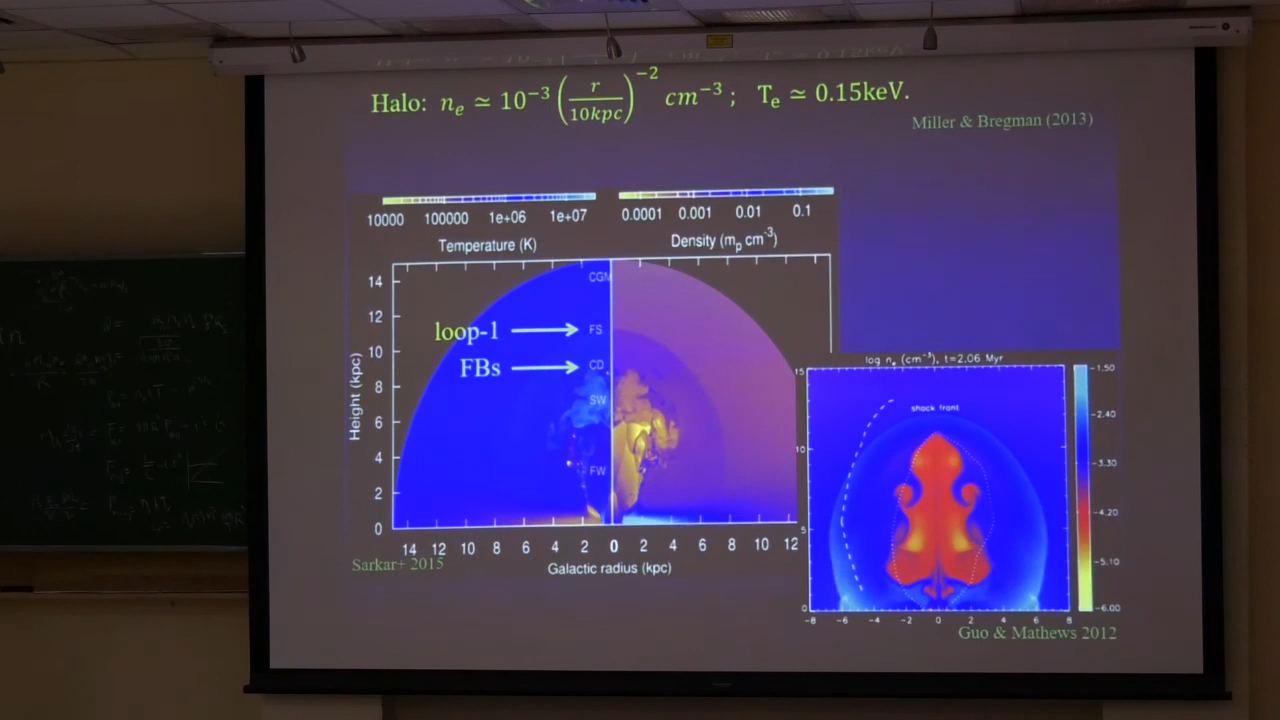 Halo: nₑ ≃ 10⁻³ (r/10kpc)⁻² cm⁻³ ; Tₑ ≃ 0.15keV.
Miller & Bregman (2013)
10000 100000 1e+06 1e+07
0.0001 0.001 0.01 0.1
Temperature (K)
Density (mₚ cm⁻³)
14
12
10
8
6
4
2
0
Height (kpc)
CGM
loop-1
FS
FBs
CD
SW
FW
14 12 10 8 6 4 2 0 2 4 6 8 10 12
Galactic radius (kpc)
Sarkar+ 2015
log nₑ (cm⁻³), t=2.06 Myr
shock front
15
10
5
0
-8 -6 -4 -2 0 2 4 6 8
-1.50
-2.40
-3.30
-4.20
-5.10
-6.00
Guo & Mathews 2012